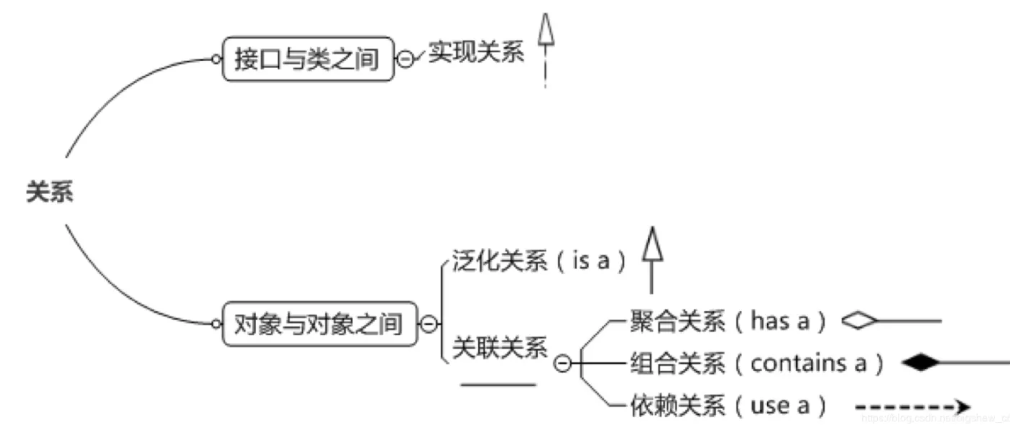 接口与类之间
实现关系
关系
泛化关系（is a）
对象与对象之间
聚合关系（has a）
关联关系
组合关系（contains a）
依赖关系（use a）